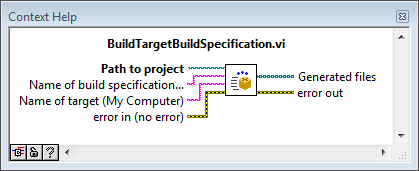 Context Help
BuildTargetBuildSpecification.vi
Path to project
Name of build specification...
Name of target (My Computer)
error in (no error)
Generated files
error out
?